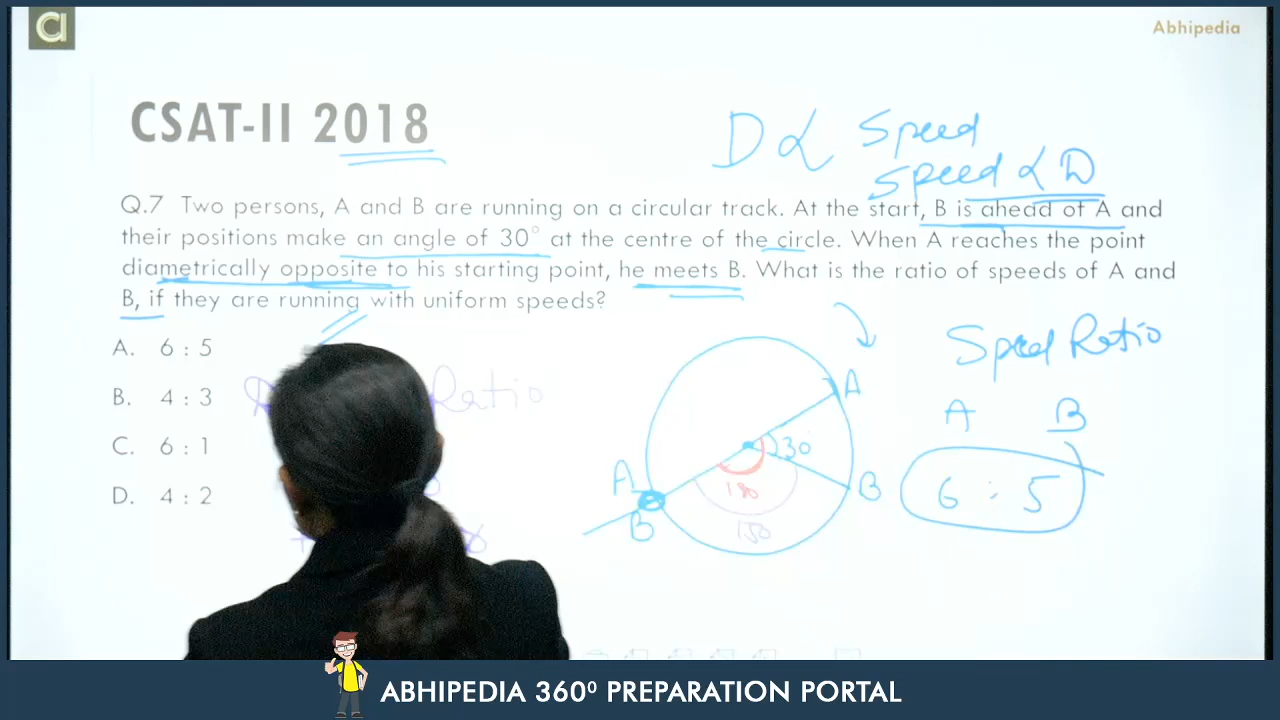 a
Abhipedia
CSAT-II 2018
D ∝ Speed
Speed ∝ D
Q.7 Two persons, A and B are running on a circular track. At the start, B is ahead of A and
their positions make an angle of 30° at the centre of the circle. When A reaches the point
diametrically opposite to his starting point, he meets B. What is the ratio of speeds of A and
B, if they are running with uniform speeds?
A. 6 : 5
B. 4 : 3
C. 6 : 1
D. 4 : 2
Ratio
A
30°
A
180
B
B
150
Speed Ratio
A B
6 : 5
ABHIPEDIA 360⁰ PREPARATION PORTAL